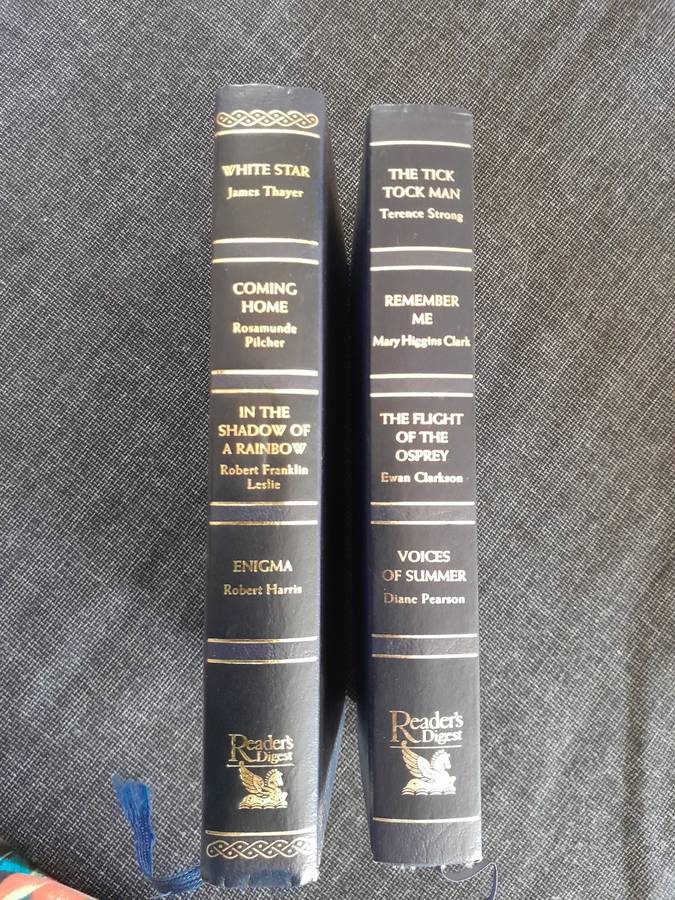 WHITE STAR
James Thayer
COMING
HOME
Rosamunde
Pilcher
IN THE
SHADOW OF
A RAINBOW
Robert Franklin
Leslie
ENIGMA
Robert Harris
Reader's
Digest
THE TICK
TOCK MAN
Terence Strong
REMEMBER
ME
Mary Higgins Clark
THE FLIGHT
OF THE
OSPREY
Ewan Clarkson
VOICES
OF SUMMER
Diane Pearson
Reader's
Digest